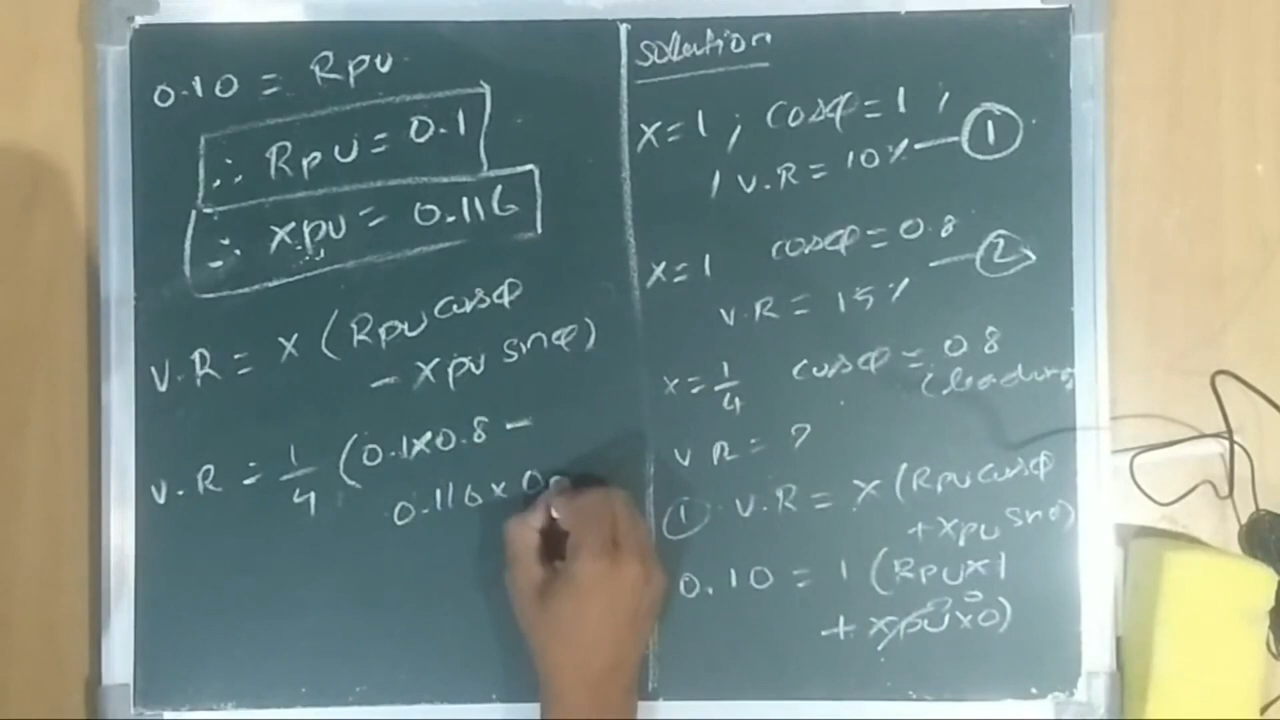 0.10 = Rpu
∴ Rpu = 0.1
∴ Xpu = 0.116
V.R = x (Rpu cosφ
- Xpu sinφ)
V.R = 1/4 (0.1x0.8 -
0.116 x 0.
solution
x=1 ; cosφ=1 ;
V.R = 10% — ①
x=1 cosφ=0.8
V.R = 15% — ②
x=1/4 cosφ = 0.8
(leading
V R = ?
① V.R = x (Rpu cosφ
+ Xpu sinφ)
0.10 = 1 (Rpu x 1
+ Xpu x 0) 0